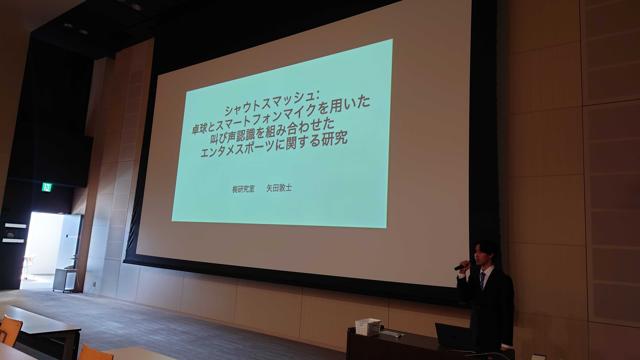 シャウトスマッシュ:
卓球とスマートフォンマイクを用いた
叫び声認識を組み合わせた
エンタメスポーツに関する研究
梶研究室 矢田敦士